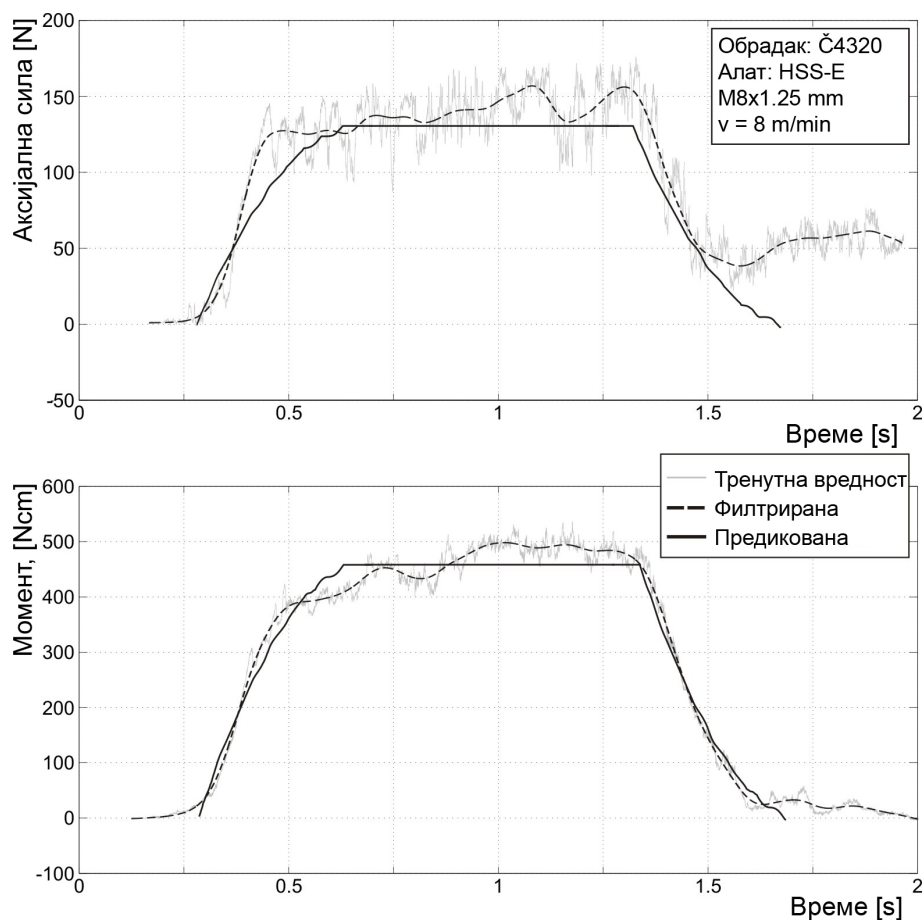 200
150
100
50
0
-50
Аксијална сила [N]
Обрадак: Č4320
Алат: HSS-E
M8x1.25 mm
v = 8 m/min
0 0.5 1 1.5 2
Време [s]
600
500
400
300
200
100
0
-100
Момент, [Ncm]
Тренутна вредност
Филтрирана
Предикована
0 0.5 1 1.5 2
Време [s]